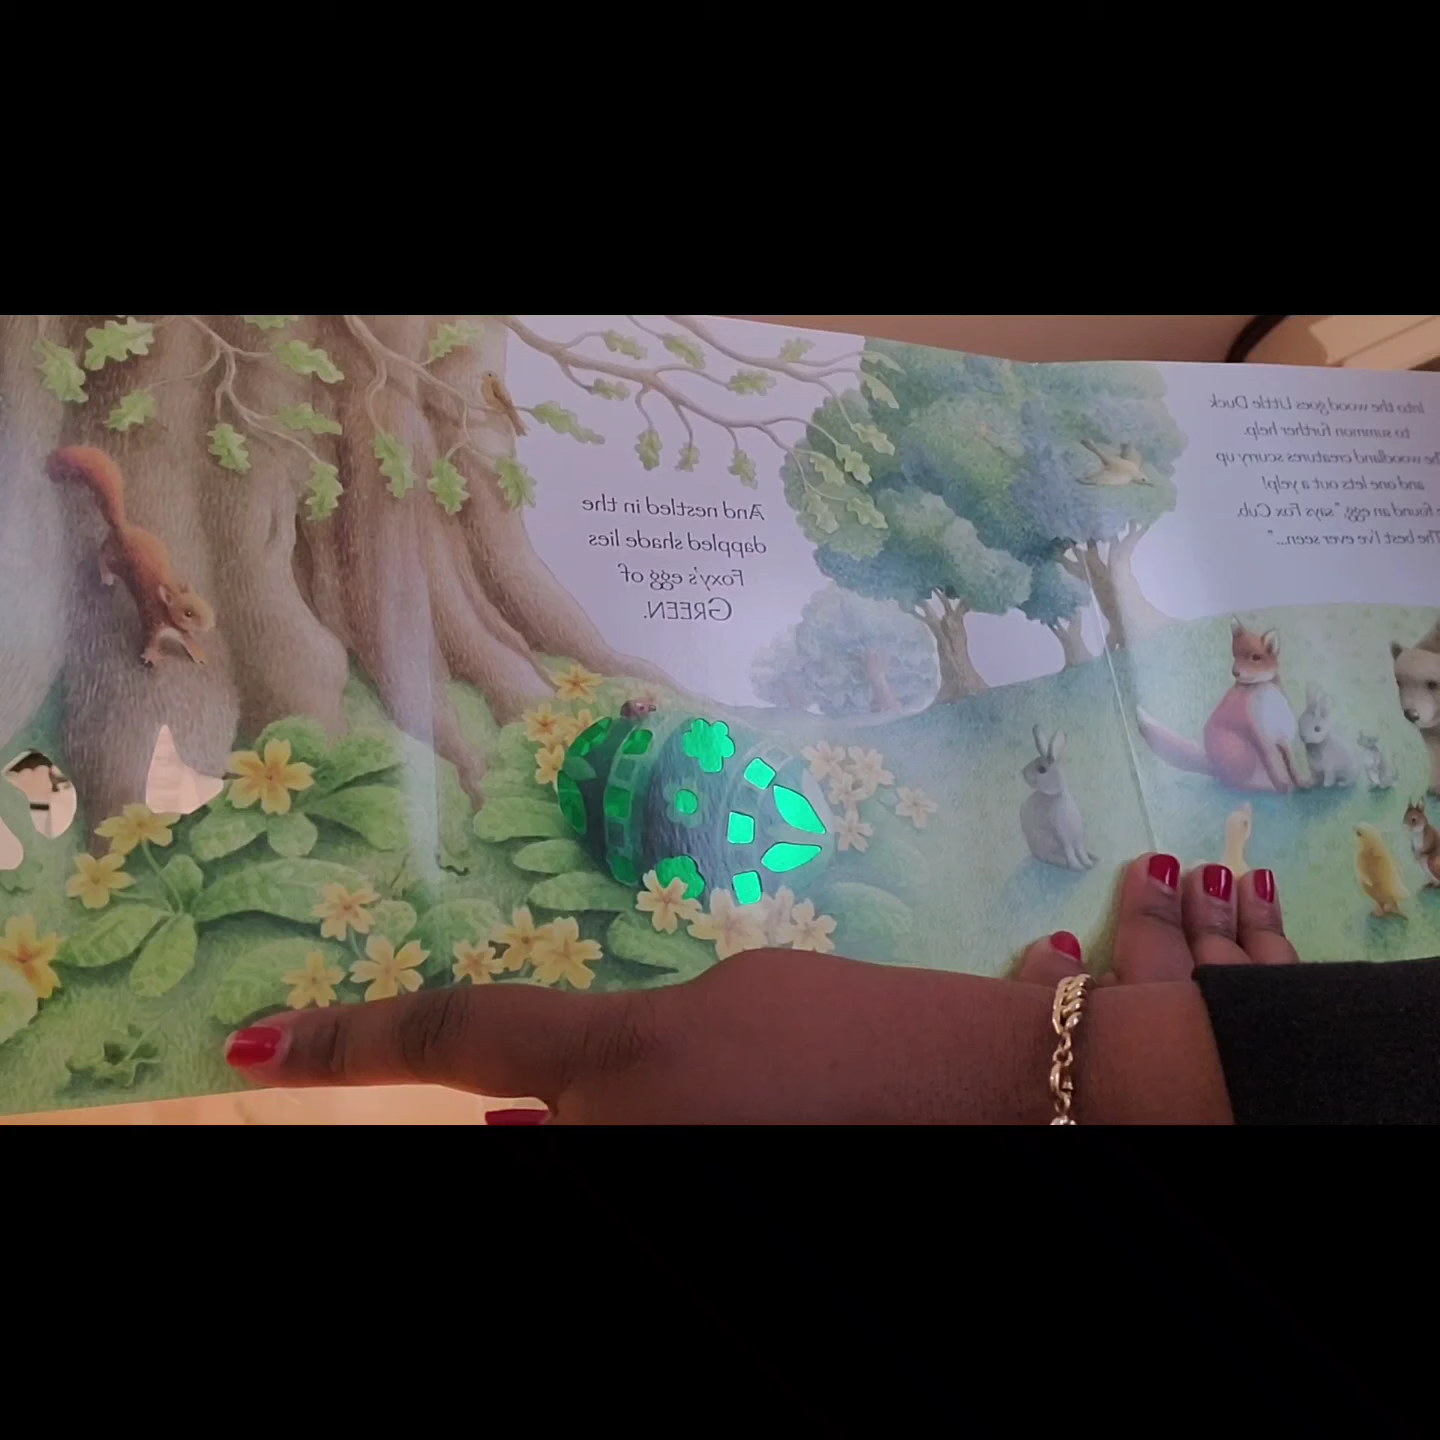 Into the wood goes Little Duck
to summon further help.
woodland creatures scurry up
and one lets out a yelp!
found an egg," says Fox Cub.
The best I've ever seen..."
And nestled in the
dappled shade lies
Foxy's egg of
GREEN.